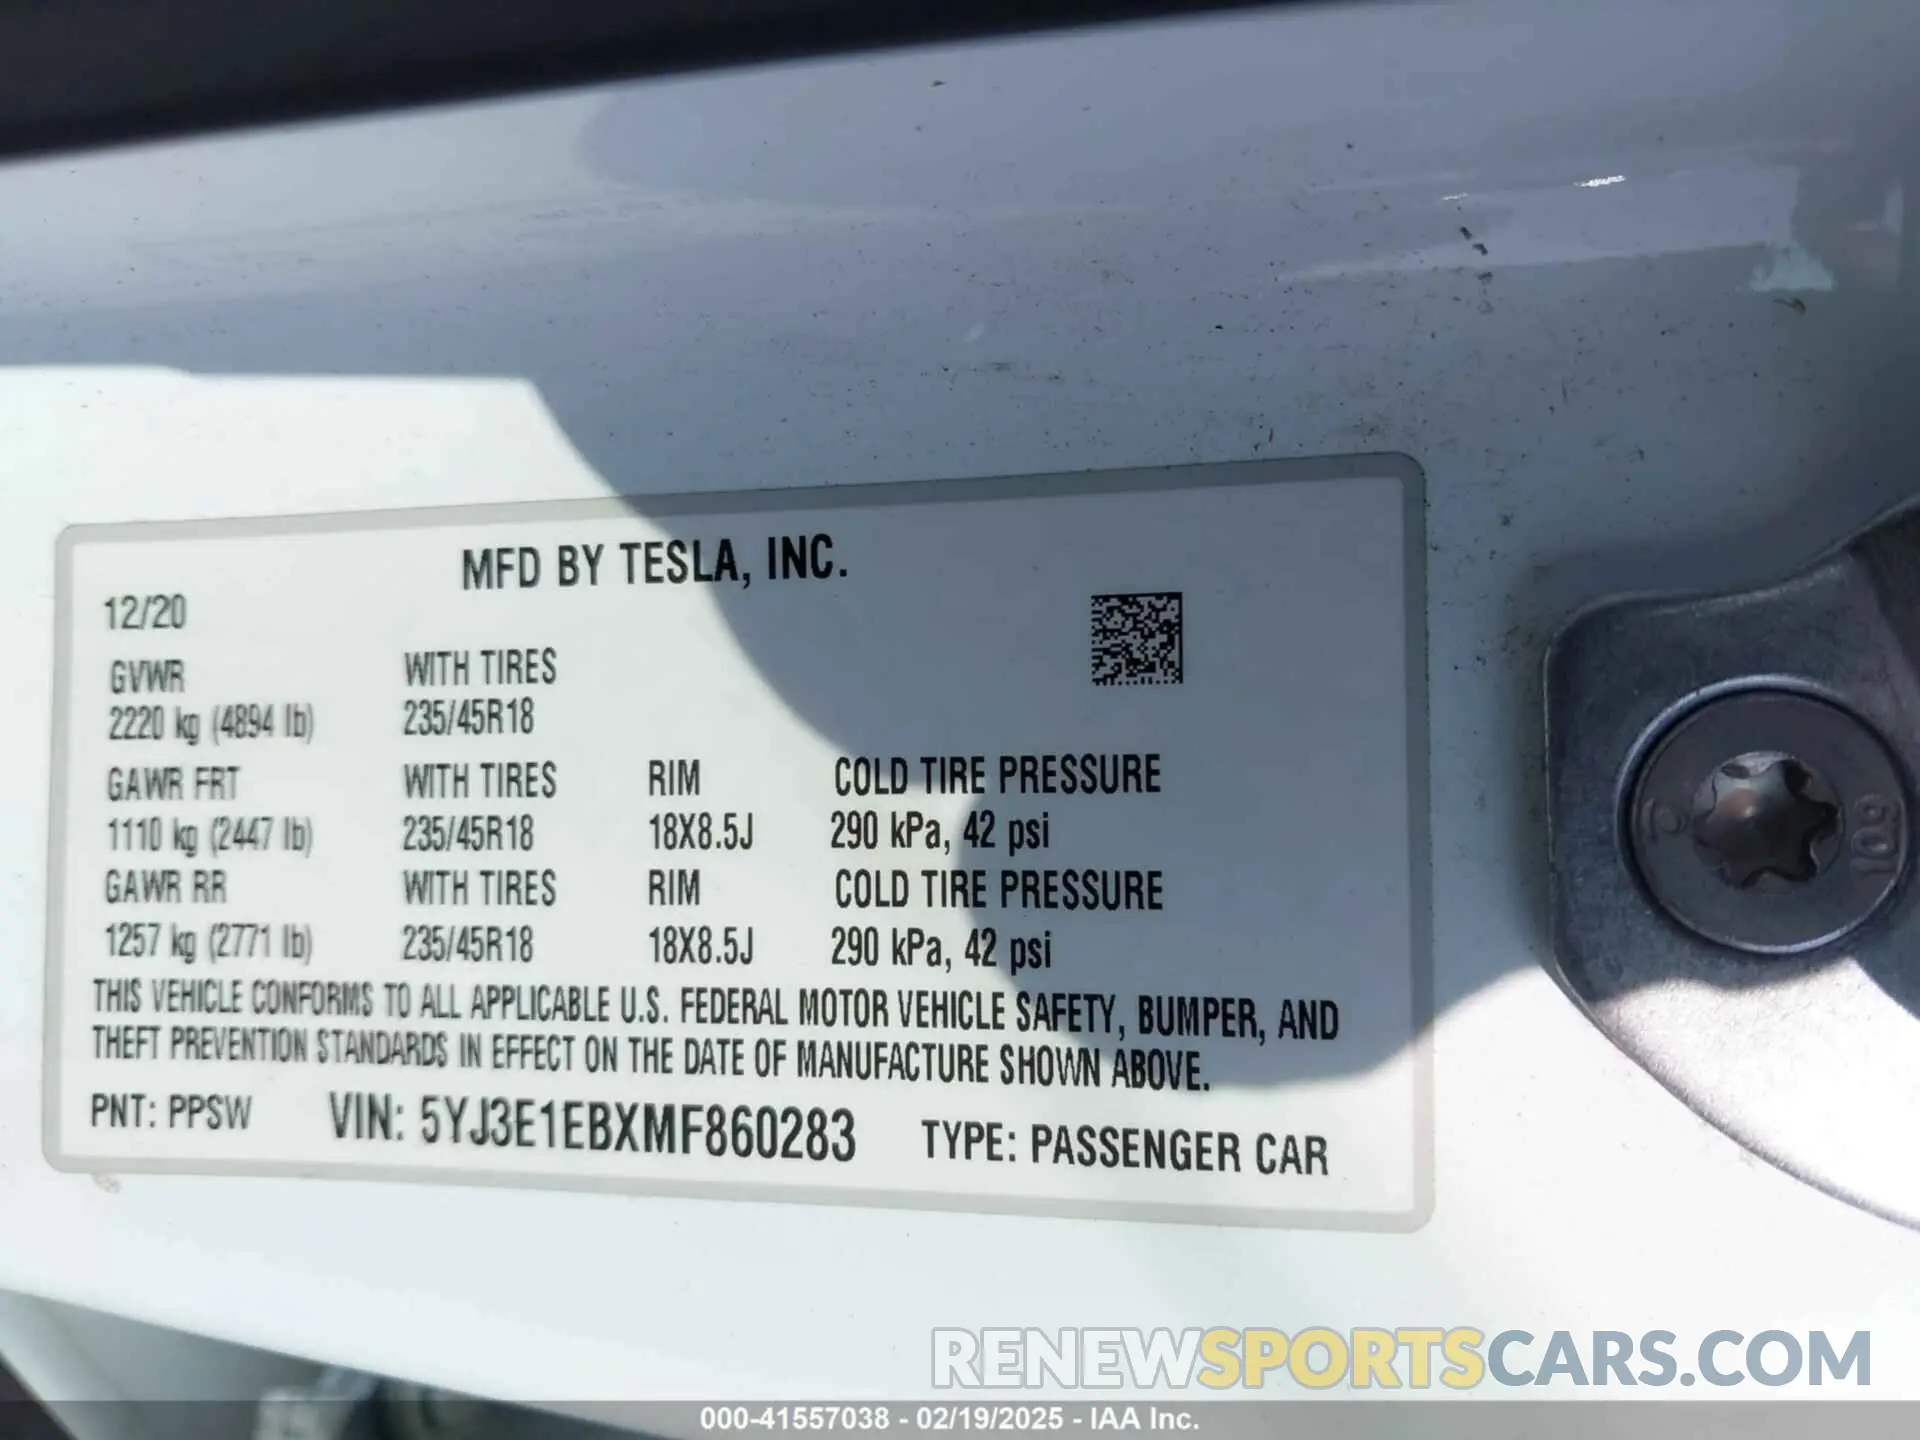 MFD BY TESLA, INC.
12/20
GVWR WITH TIRES
2220 kg (4894 lb) 235/45R18
GAWR FRT WITH TIRES RIM COLD TIRE PRESSURE
1110 kg (2447 lb) 235/45R18 18X8.5J 290 kPa, 42 psi
GAWR RR WITH TIRES RIM COLD TIRE PRESSURE
1257 kg (2771 lb) 235/45R18 18X8.5J 290 kPa, 42 psi
THIS VEHICLE CONFORMS TO ALL APPLICABLE U.S. FEDERAL MOTOR VEHICLE SAFETY, BUMPER, AND
THEFT PREVENTION STANDARDS IN EFFECT ON THE DATE OF MANUFACTURE SHOWN ABOVE.
PNT: PPSW VIN: 5YJ3E1EBXMF860283 TYPE: PASSENGER CAR
10.9
RENEWSPORTSCARS.COM
000-41557038 - 02/19/2025 - IAA Inc.